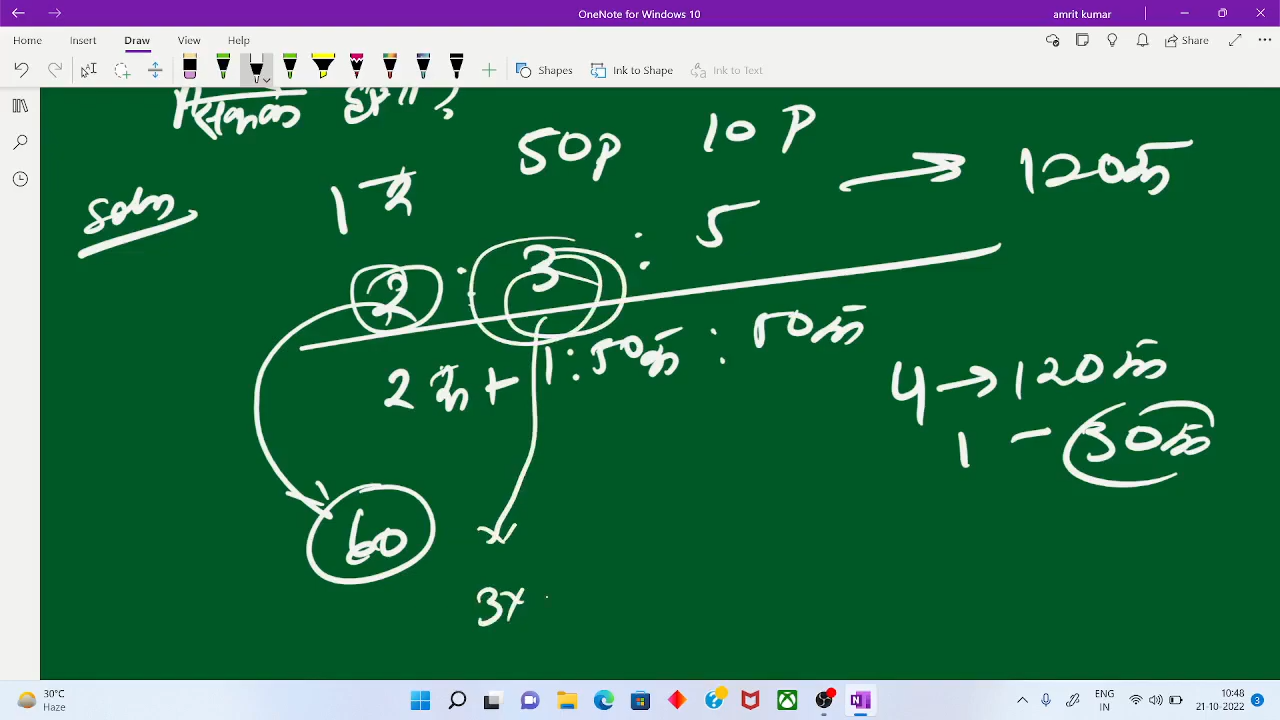 OneNote for Windows 10
amrit kumar
Home Insert Draw View Help
Share
Shapes Ink to Shape Ink to Text
50p 10 P
120रु
1 रु
Soln
2 : 3 : 5
2 रु + 1 : 50रु : 50रु
4 → 120रु
1 - 30रु
60
3x
30°C
Haze
ENG
IN
10:48
21-10-2022
3